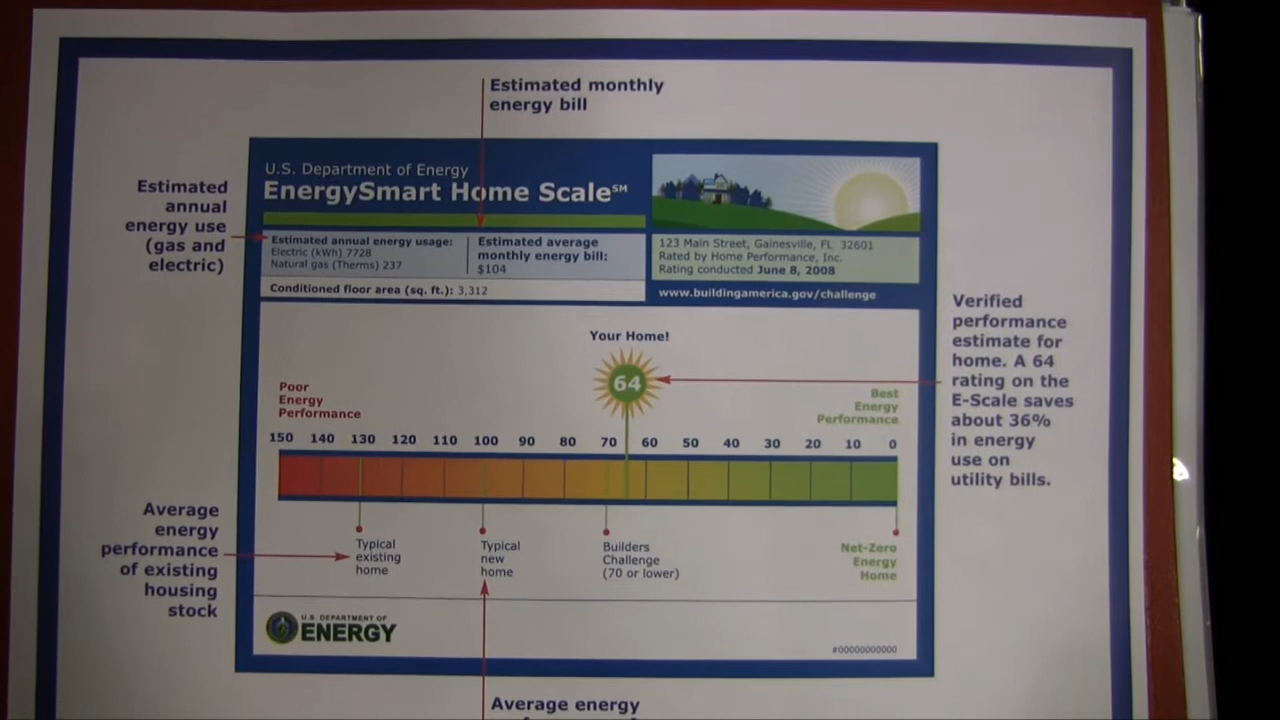 Estimated monthly
energy bill
U.S. Department of Energy
EnergySmart Home Scale℠
Estimated
annual
energy use
(gas and
electric)
Estimated annual energy usage:
Electric (kWh) 7728
Natural gas (Therms) 237
Estimated average
monthly energy bill:
$104
Conditioned floor area (sq. ft.): 3,312
123 Main Street, Gainesville, FL 32601
Rated by Home Performance, Inc.
Rating conducted June 8, 2008
www.buildingamerica.gov/challenge
Verified
performance
estimate for
home. A 64
rating on the
E-Scale saves
about 36%
in energy
use on
utility bills.
Your Home!
64
Poor
Energy
Performance
Best
Energy
Performance
150 140 130 120 110 100 90 80 70 60 50 40 30 20 10 0
Average
energy
performance
of existing
housing
stock
Typical
existing
home
Typical
new
home
Builders
Challenge
(70 or lower)
Net-Zero
Energy
Home
U.S. DEPARTMENT OF
ENERGY
#00000000000
Average energy